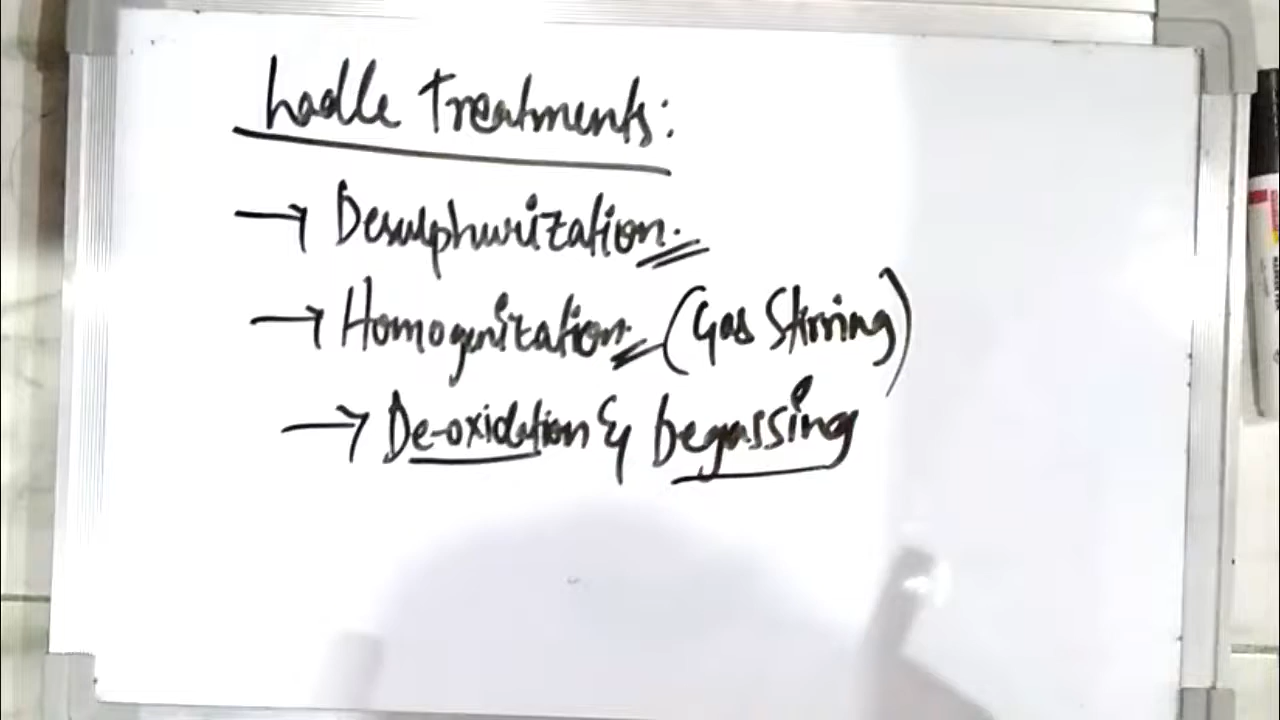 Ladle Treatments:
→ Desulphurization.
→ Homogenization. (Gas Stirring)
→ De-oxidation & Degassing